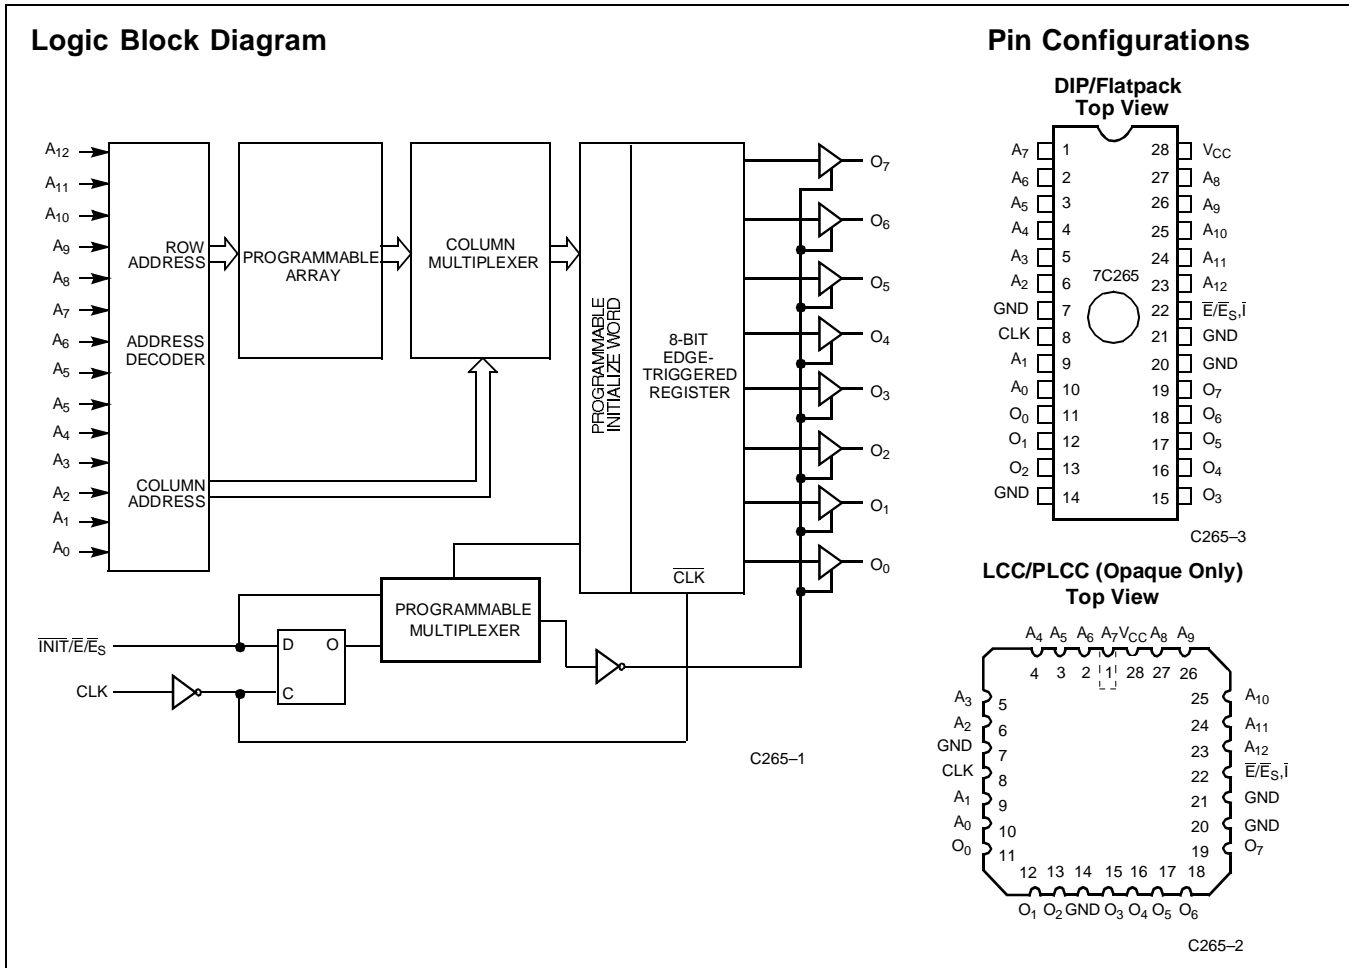 Logic Block Diagram
A12
A11
A10
A9
A8
A7
A6
A5
A5
A4
A3
A2
A1
A0
ROW
ADDRESS
ADDRESS
DECODER
COLUMN
ADDRESS
PROGRAMMABLE
ARRAY
COLUMN
MULTIPLEXER
PROGRAMMABLE
INITIALIZE WORD
8-BIT
EDGE-
TRIGGERED
REGISTER
C̅L̅K̅
O7
O6
O5
O4
O3
O2
O1
O0
PROGRAMMABLE
MULTIPLEXER
I̅N̅I̅T̅/E̅/E̅S
D O
C
CLK
C265–1
Pin Configurations
DIP/Flatpack
Top View
7C265
A7 1 28 VCC
A6 2 27 A8
A5 3 26 A9
A4 4 25 A10
A3 5 24 A11
A2 6 23 A12
GND 7 22 E̅/E̅S,I̅
CLK 8 21 GND
A1 9 20 GND
A0 10 19 O7
O0 11 18 O6
O1 12 17 O5
O2 13 16 O4
GND 14 15 O3
C265–3
LCC/PLCC (Opaque Only)
Top View
A4 A5 A6 A7 VCC A8 A9
4 3 2 1 28 27 26
A3 5 25 A10
A2 6 24 A11
GND 7 23 A12
CLK 8 22 E̅/E̅S,I̅
A1 9 21 GND
A0 10 20 GND
O0 11 19 O7
12 13 14 15 16 17 18
O1 O2 GND O3 O4 O5 O6
C265–2